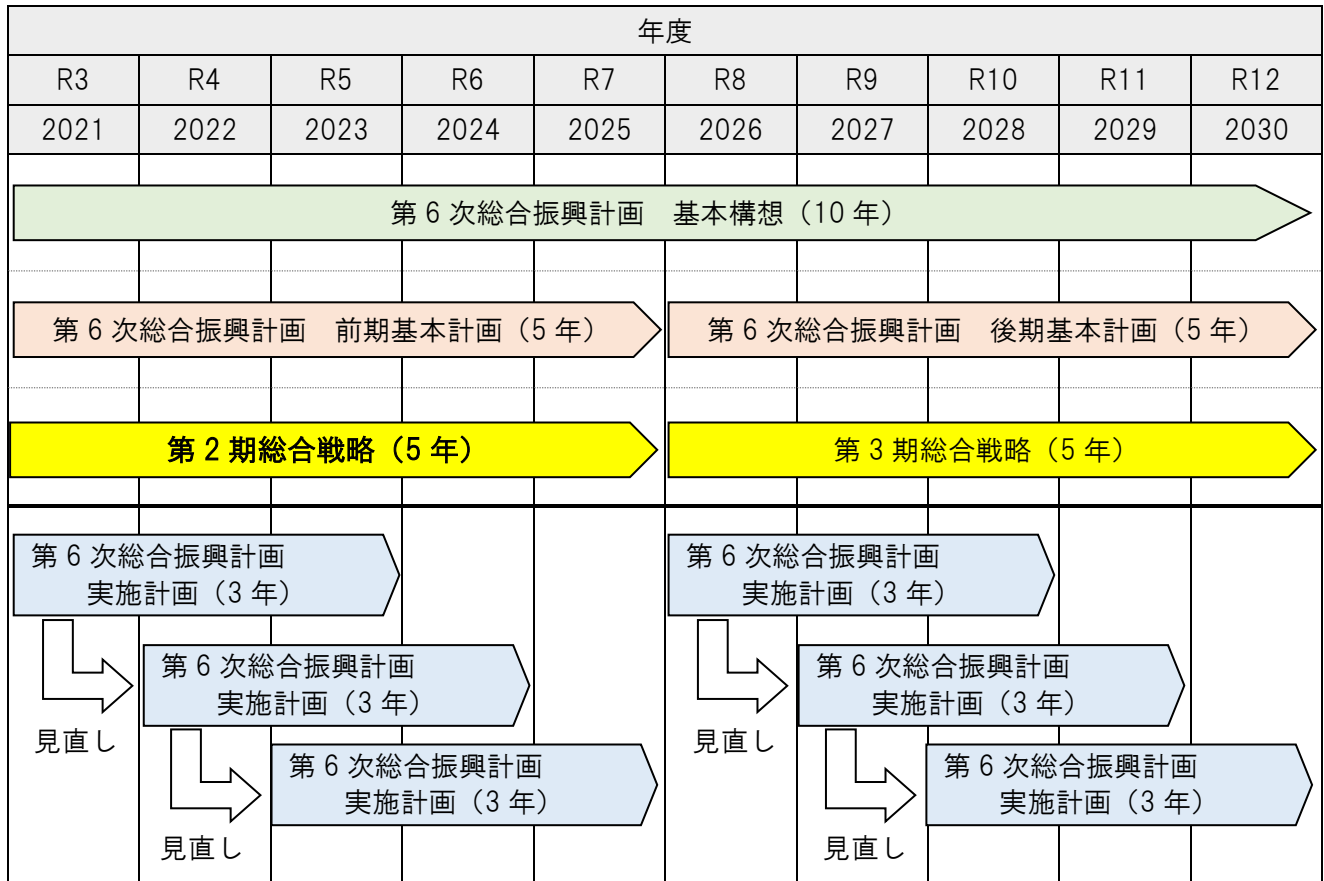 年度
R3 R4 R5 R6 R7 R8 R9 R10 R11 R12
2021 2022 2023 2024 2025 2026 2027 2028 2029 2030
第6次総合振興計画　基本構想（10年）
第6次総合振興計画　前期基本計画（5年）
第6次総合振興計画　後期基本計画（5年）
第2期総合戦略（5年）
第3期総合戦略（5年）
第6次総合振興計画
実施計画（3年）
見直し
第6次総合振興計画
実施計画（3年）
見直し
第6次総合振興計画
実施計画（3年）
第6次総合振興計画
実施計画（3年）
見直し
第6次総合振興計画
実施計画（3年）
見直し
第6次総合振興計画
実施計画（3年）